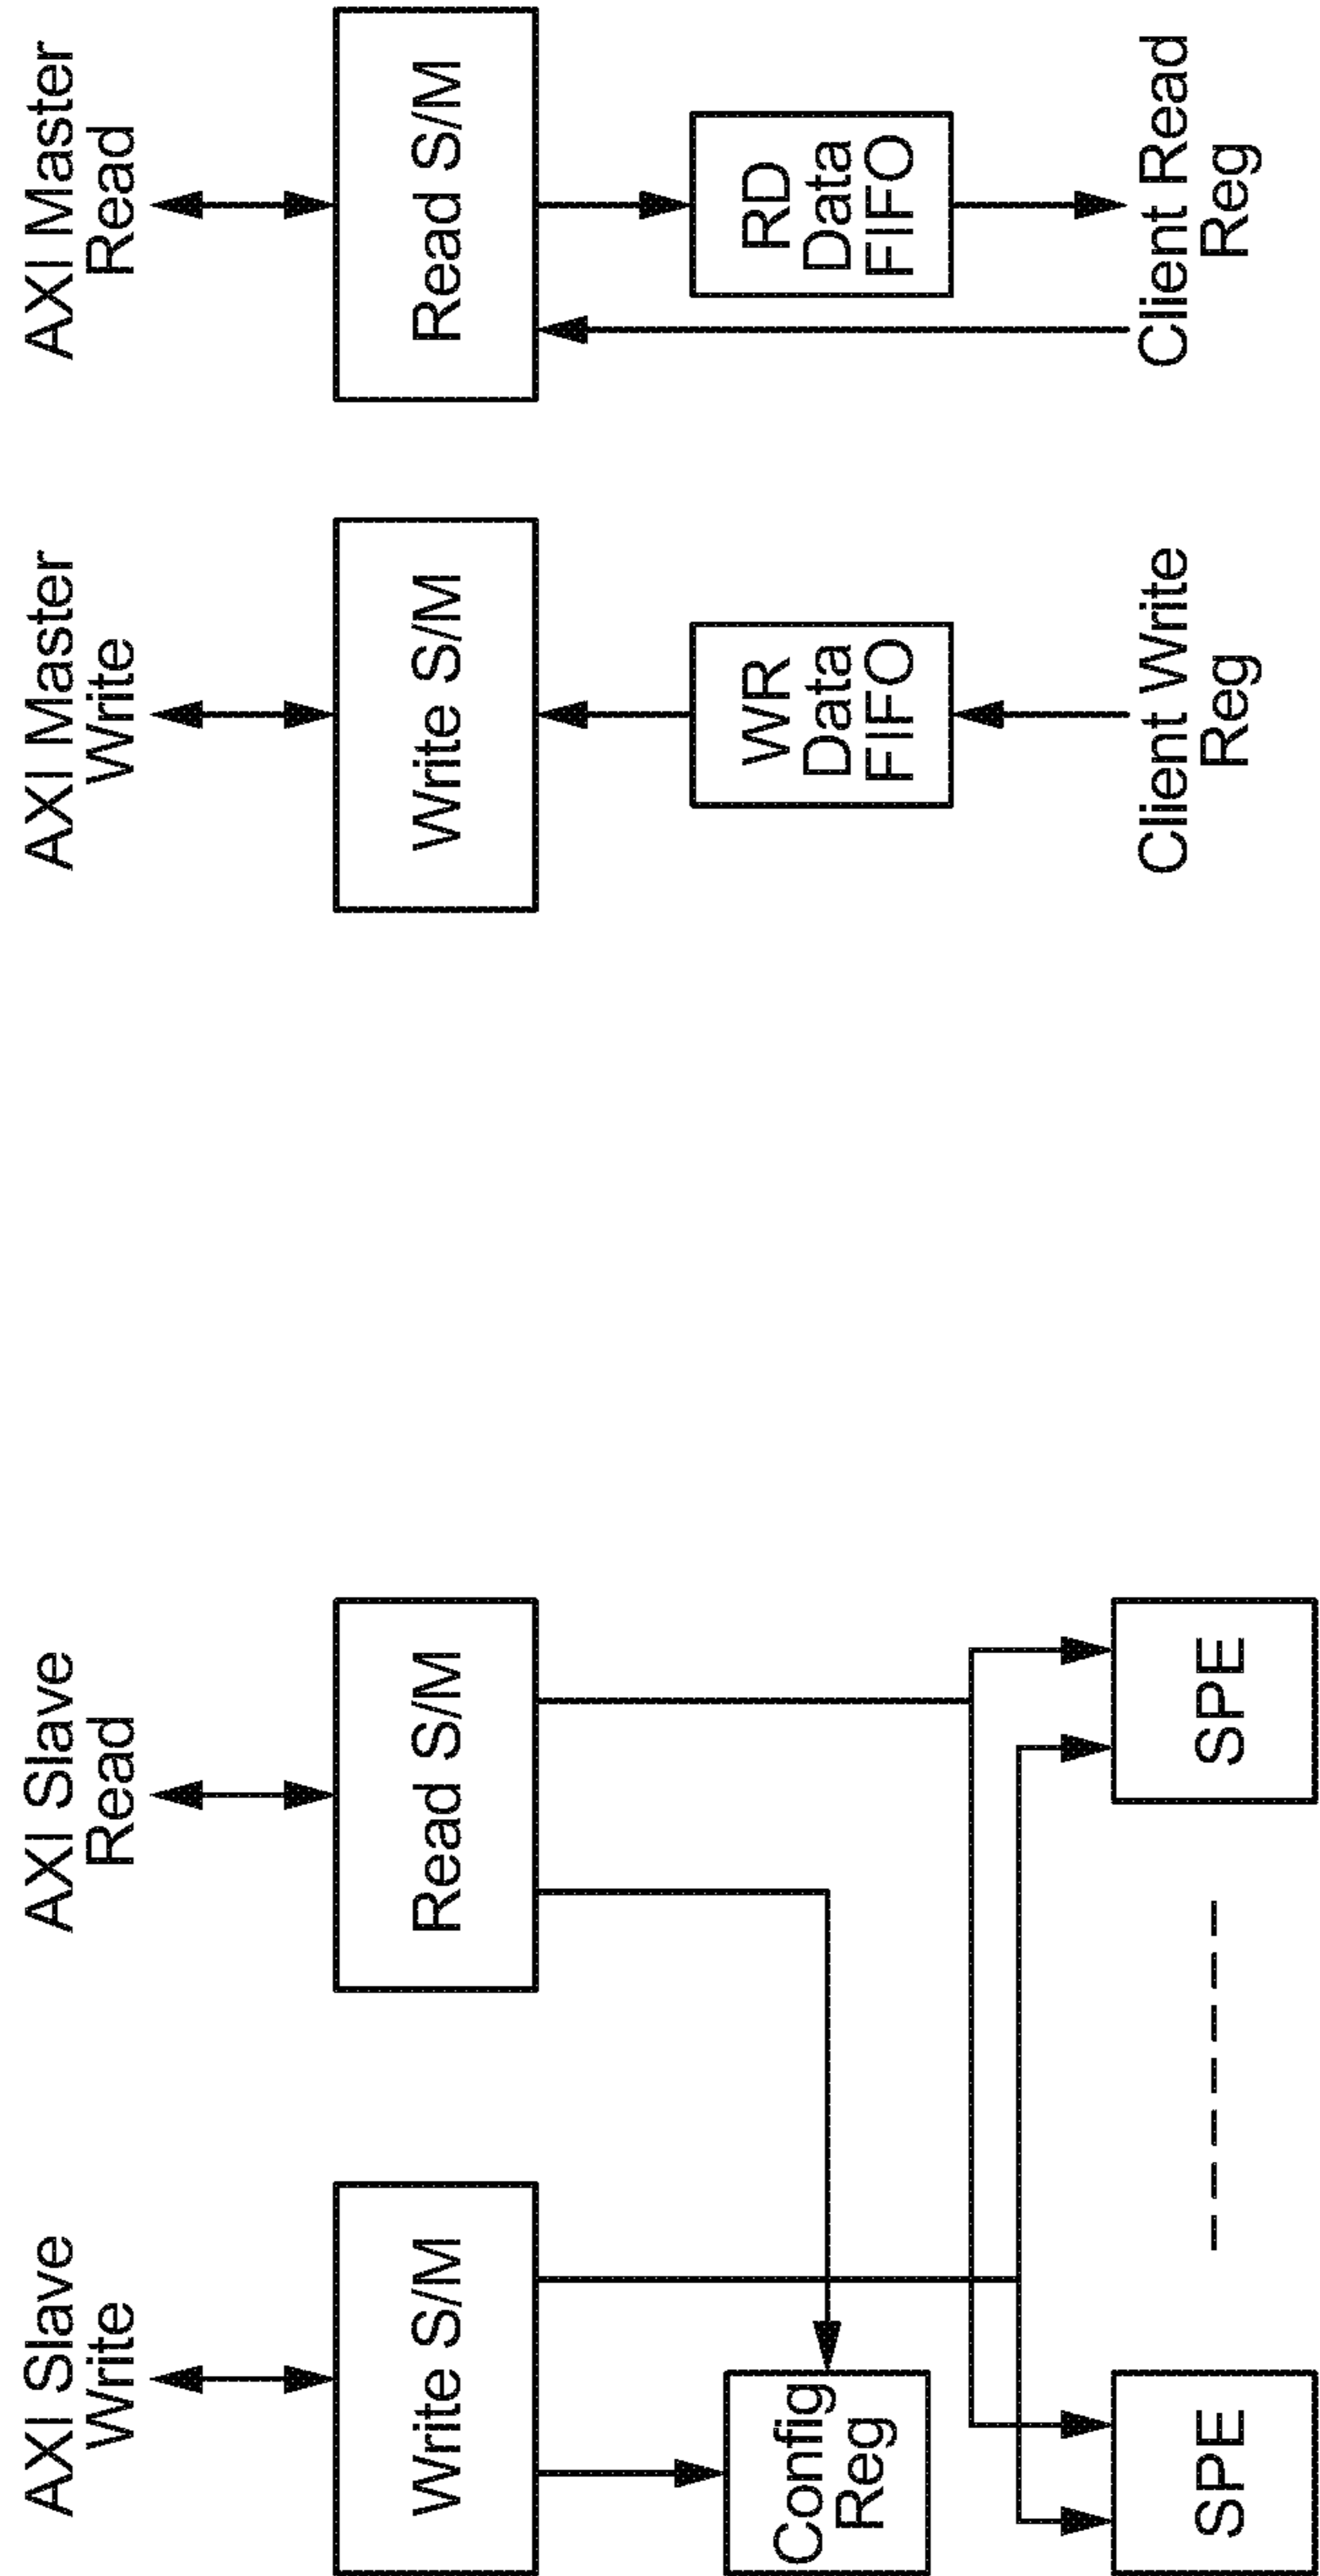 AXI Slave
Write
AXI Slave
Read
AXI Master
Write
AXI Master
Read
Write S/M
Read S/M
Write S/M
Read S/M
Config
Reg
WR
Data
FIFO
RD
Data
FIFO
SPE
SPE
Client Write
Reg
Client Read
Reg